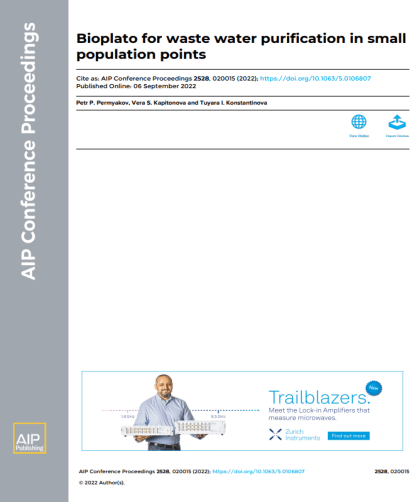 AIP Conference Proceedings
Bioplato for waste water purification in small
population points
Cite as: AIP Conference Proceedings 2528, 020015 (2022); https://doi.org/10.1063/5.0106807
Published Online: 06 September 2022
Petr P. Permyakov, Vera S. Kapitonova and Tuyara I. Konstantinova
View Online
Export Citation
New
Trailblazers.
Meet the Lock-in Amplifiers that
measure microwaves.
Zurich
Instruments
Find out more
AIP
Publishing
AIP Conference Proceedings 2528, 020015 (2022); https://doi.org/10.1063/5.0106807
2528, 020015
© 2022 Author(s).